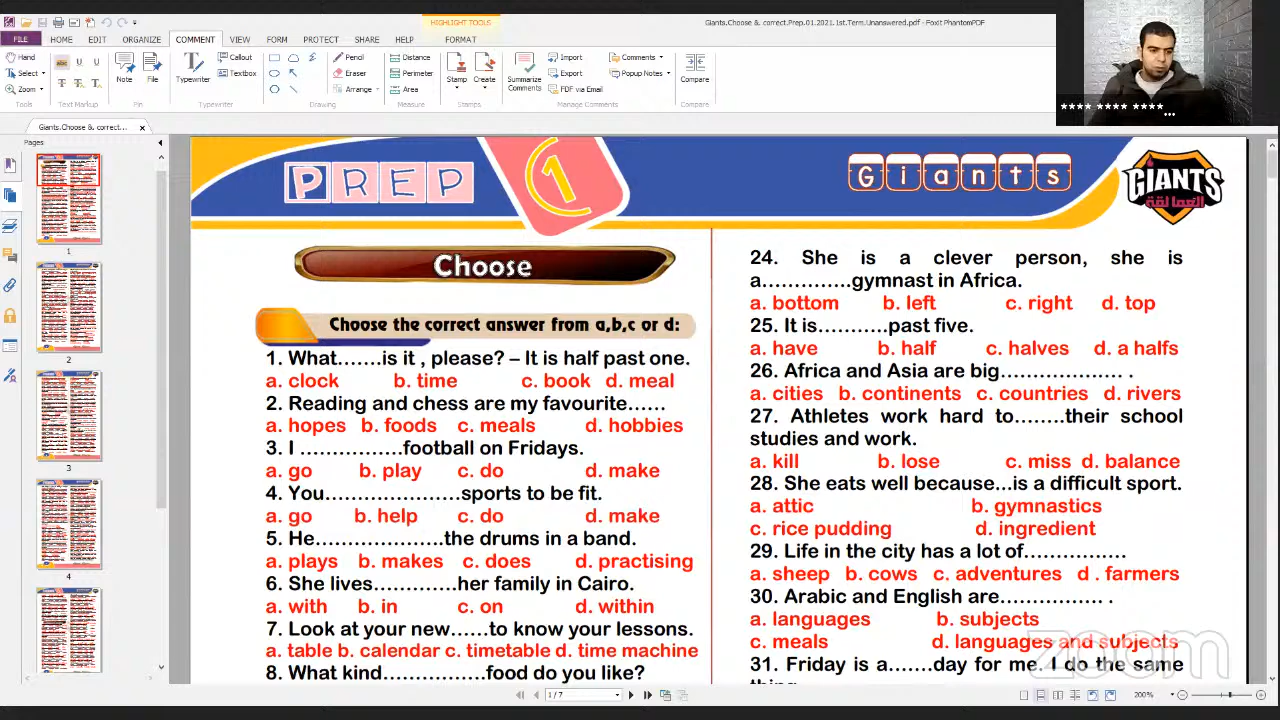 Giants.Choose & correct.Prep.01.2021.1st.Term.Unanswered.pdf - Foxit PhantomPDF
HIGHLIGHT TOOLS
FILE HOME EDIT ORGANIZE COMMENT VIEW FORM PROTECT SHARE HELP FORMAT
Hand
Select
Zoom
Tools
Text Markup
Note
File
Pin
Typewriter
Callout
Textbox
Typewriter
Pencil
Eraser
Arrange
Drawing
Distance
Perimeter
Area
Measure
Stamp
Create
Stamps
Summarize Comments
Import
Export
FDF via Email
Comments
Popup Notes
Manage Comments
Compare
Compare
**** **** ****
...
Giants.Choose & correct...
Pages
1
2
3
4
PREP
1
Giants
GIANTS
العمالقة
Choose
Choose the correct answer from a,b,c or d:
1. What.......is it , please? – It is half past one.
a. clock b. time c. book d. meal
2. Reading and chess are my favourite......
a. hopes b. foods c. meals d. hobbies
3. I ................football on Fridays.
a. go b. play c. do d. make
4. You.....................sports to be fit.
a. go b. help c. do d. make
5. He....................the drums in a band.
a. plays b. makes c. does d. practising
6. She lives.............her family in Cairo.
a. with b. in c. on d. within
7. Look at your new......to know your lessons.
a. table b. calendar c. timetable d. time machine
8. What kind................food do you like?
24. She is a clever person, she is
a..............gymnast in Africa.
a. bottom b. left c. right d. top
25. It is...........past five.
a. have b. half c. halves d. a halfs
26. Africa and Asia are big................... .
a. cities b. continents c. countries d. rivers
27. Athletes work hard to........their school
studies and work.
a. kill b. lose c. miss d. balance
28. She eats well because...is a difficult sport.
a. attic b. gymnastics
c. rice pudding d. ingredient
29. Life in the city has a lot of...............
a. sheep b. cows c. adventures d . farmers
30. Arabic and English are................ .
a. languages b. subjects
c. meals d. languages and subjects
31. Friday is a.......day for me. I do the same
zoom
1 / 7
200%